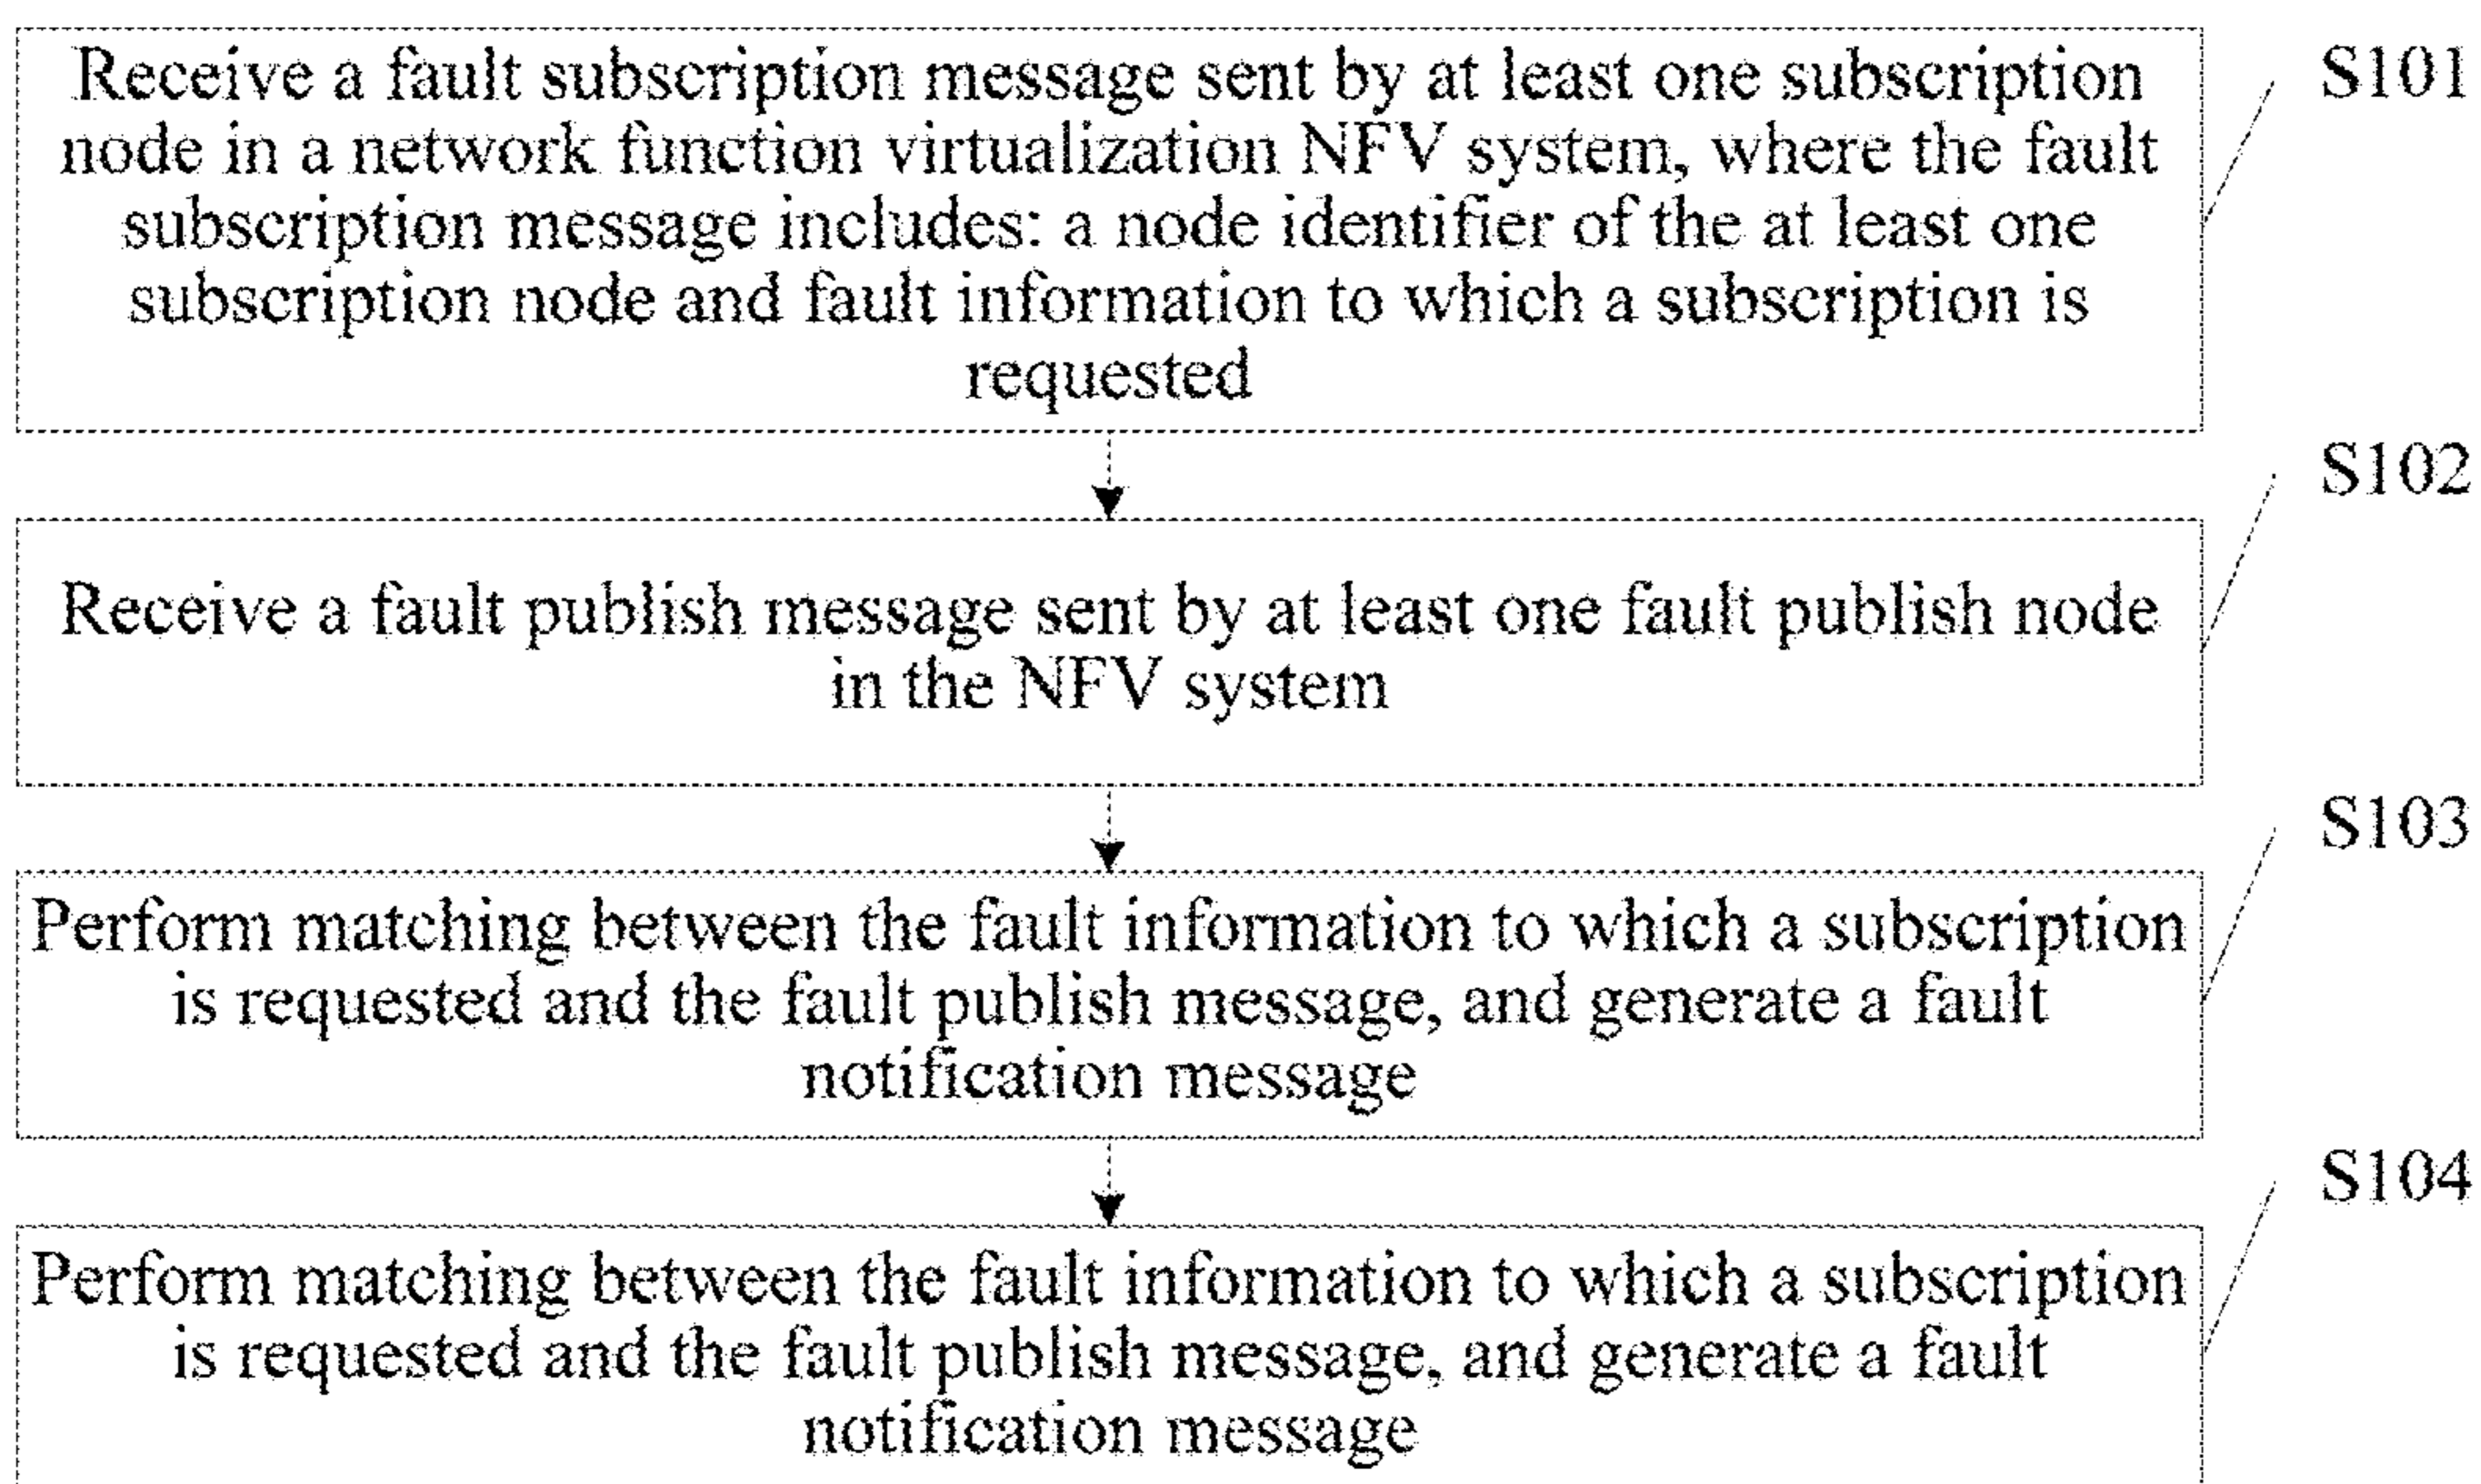 Receive a fault subscription message sent by at least one subscription
node in a network function virtualization NFV system, where the fault
subscription message includes: a node identifier of the at least one
subscription node and fault information to which a subscription is
requested
S101
Receive a fault publish message sent by at least one fault publish node
in the NFV system
S102
Perform matching between the fault information to which a subscription
is requested and the fault publish message, and generate a fault
notification message
S103
Perform matching between the fault information to which a subscription
is requested and the fault publish message, and generate a fault
notification message
S104